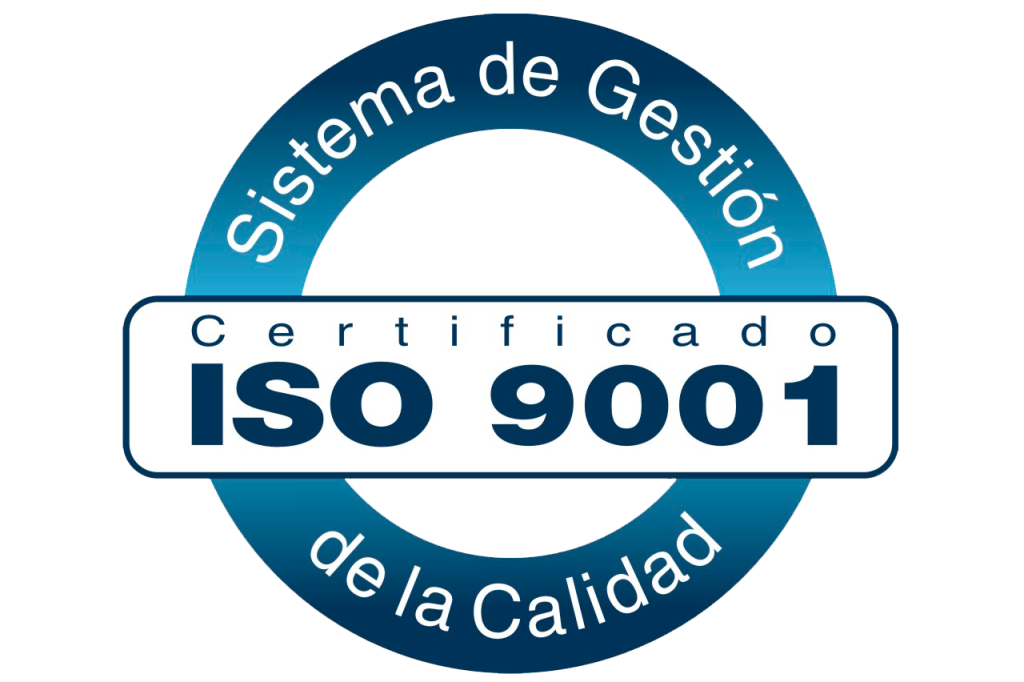 Sistema de Gestión
Certificado
ISO 9001
de la Calidad